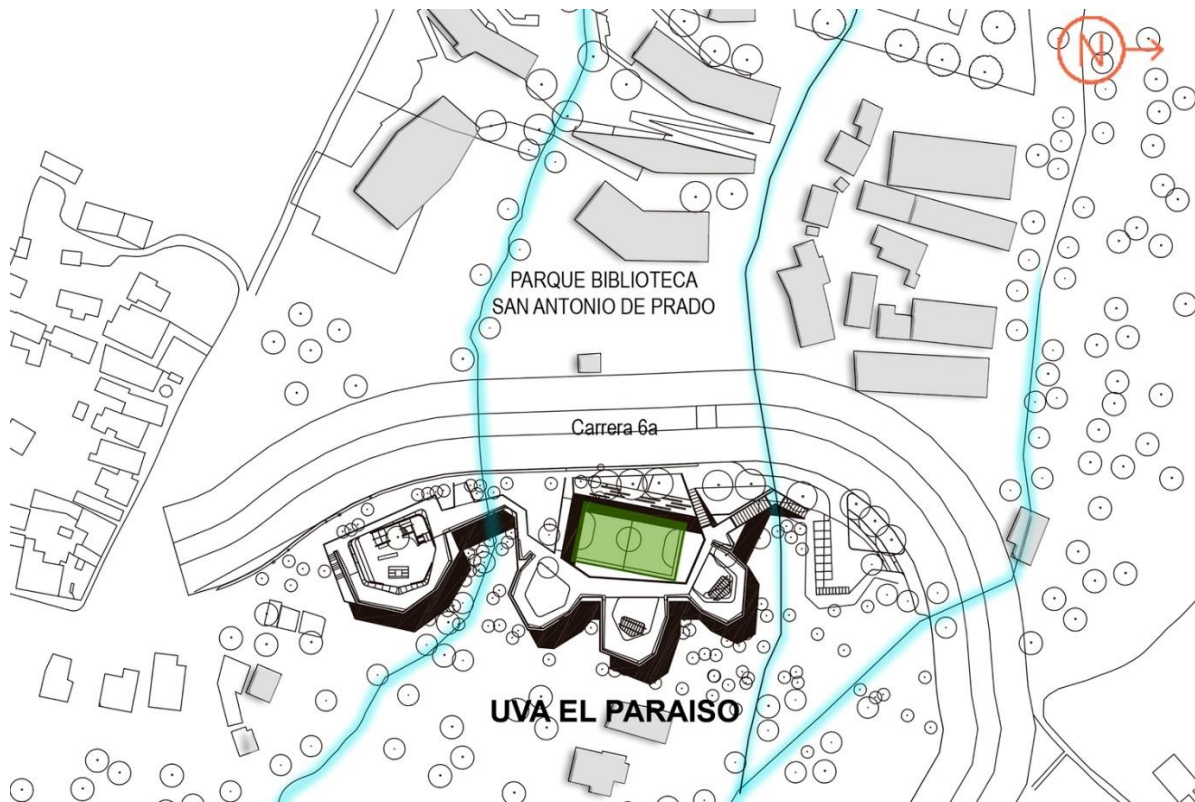 N
PARQUE BIBLIOTECA
SAN ANTONIO DE PRADO
Carrera 6a
UVA EL PARAISO